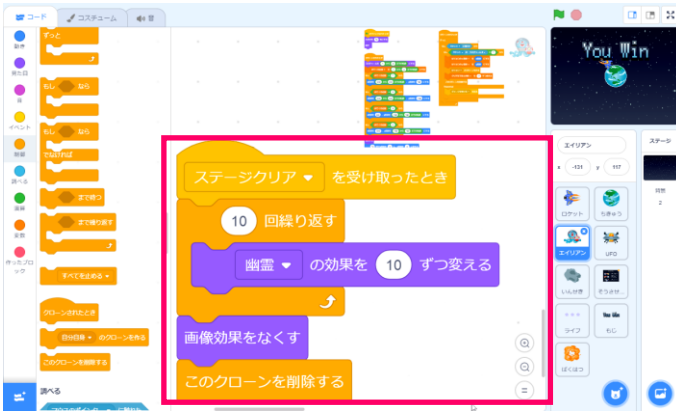 コード
コスチューム
音
動き
見た目
音
イベント
制御
調べる
演算
変数
作ったブロ
ック
ずっと
もし なら
もし なら
でなければ
まで待つ
まで繰り返す
すべてを止める
クローンされたとき
自分自身 のクローンを作る
このクローンを削除する
調べる
ステージクリア を受け取ったとき
10 回繰り返す
幽霊 の効果を 10 ずつ変える
画像効果をなくす
このクローンを削除する
You Win
エイリアン
ステージ
x -131 y 117
背景
2
ロケット
ちきゅう
エイリアン
UFO
いんせき
そうさせ...
ライフ
もじ
ばくはつ